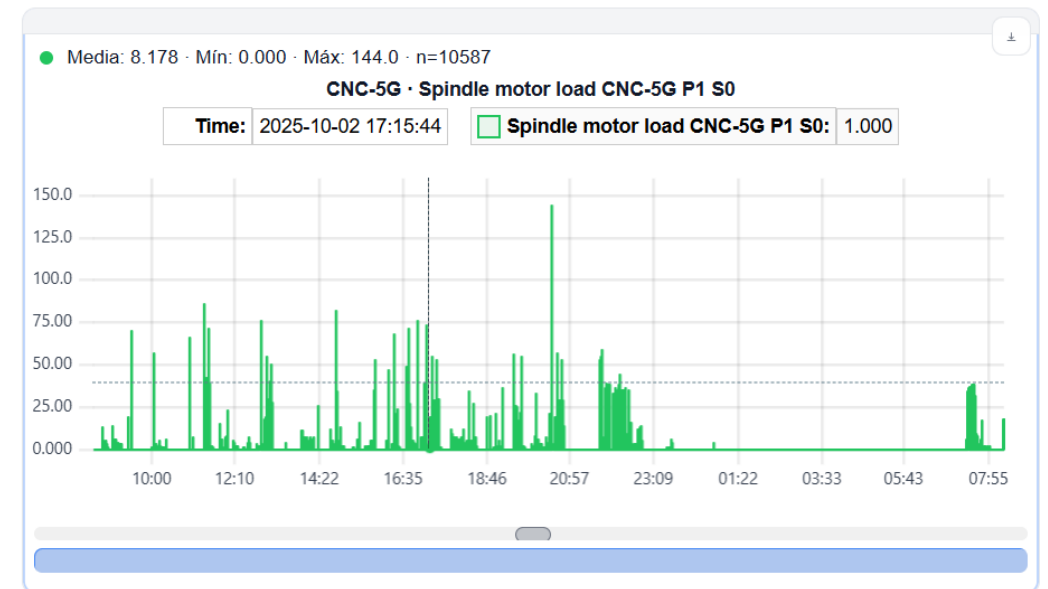 Media: 8.178 · Mín: 0.000 · Máx: 144.0 · n=10587
CNC-5G · Spindle motor load CNC-5G P1 S0
Time: 2025-10-02 17:15:44 Spindle motor load CNC-5G P1 S0: 1.000
150.0
125.0
100.0
75.00
50.00
25.00
0.000
10:00 12:10 14:22 16:35 18:46 20:57 23:09 01:22 03:33 05:43 07:55